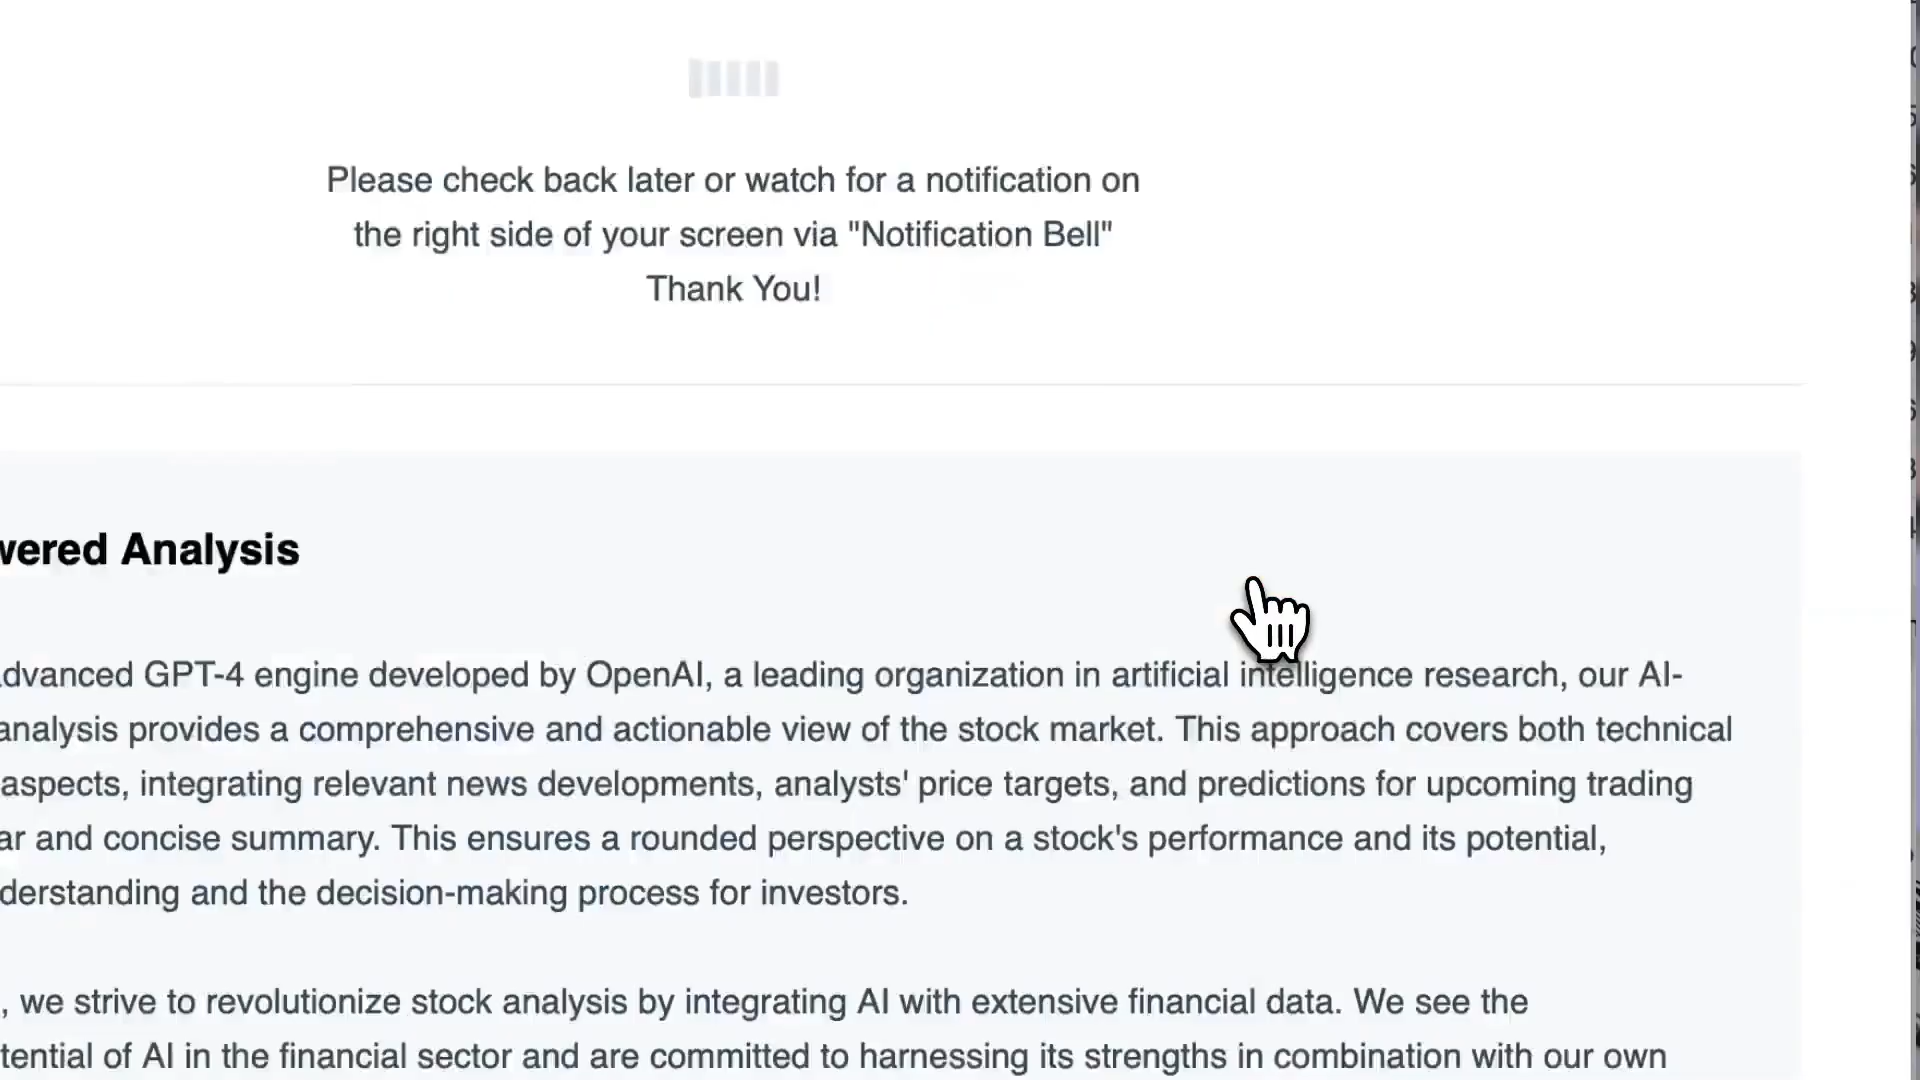 Please check back later or watch for a notification on
the right side of your screen via "Notification Bell"
Thank You!
wered Analysis
dvanced GPT-4 engine developed by OpenAI, a leading organization in artificial intelligence research, our AI-
analysis provides a comprehensive and actionable view of the stock market. This approach covers both technical
aspects, integrating relevant news developments, analysts' price targets, and predictions for upcoming trading
ar and concise summary. This ensures a rounded perspective on a stock's performance and its potential,
derstanding and the decision-making process for investors.
, we strive to revolutionize stock analysis by integrating AI with extensive financial data. We see the
tential of AI in the financial sector and are committed to harnessing its strengths in combination with our own